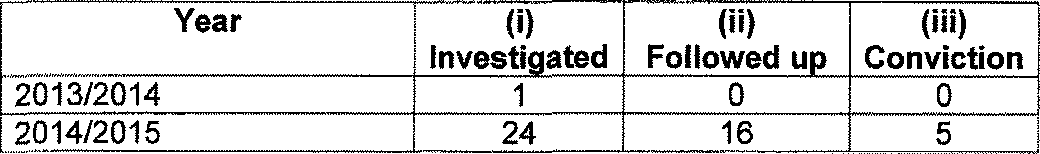 Year (i) Investigated (ii) Followed up (iii) Conviction
2013/2014 1 0 0
2014/2015 24 16 5